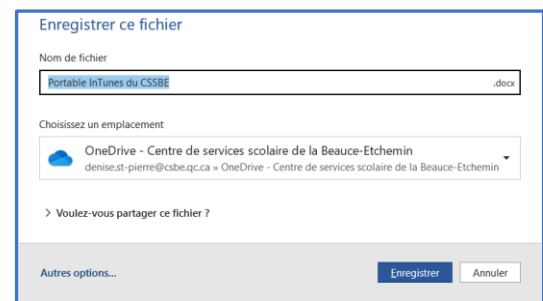 Enregistrer ce fichier
Nom de fichier
Portable InTunes du CSSBE .docx
Choisissez un emplacement
OneDrive - Centre de services scolaire de la Beauce-Etchemin
denise.st-pierre@csbe.qc.ca » OneDrive - Centre de services scolaire de la Beauce-Etchemin
> Voulez-vous partager ce fichier ?
Autres options... Enregistrer Annuler